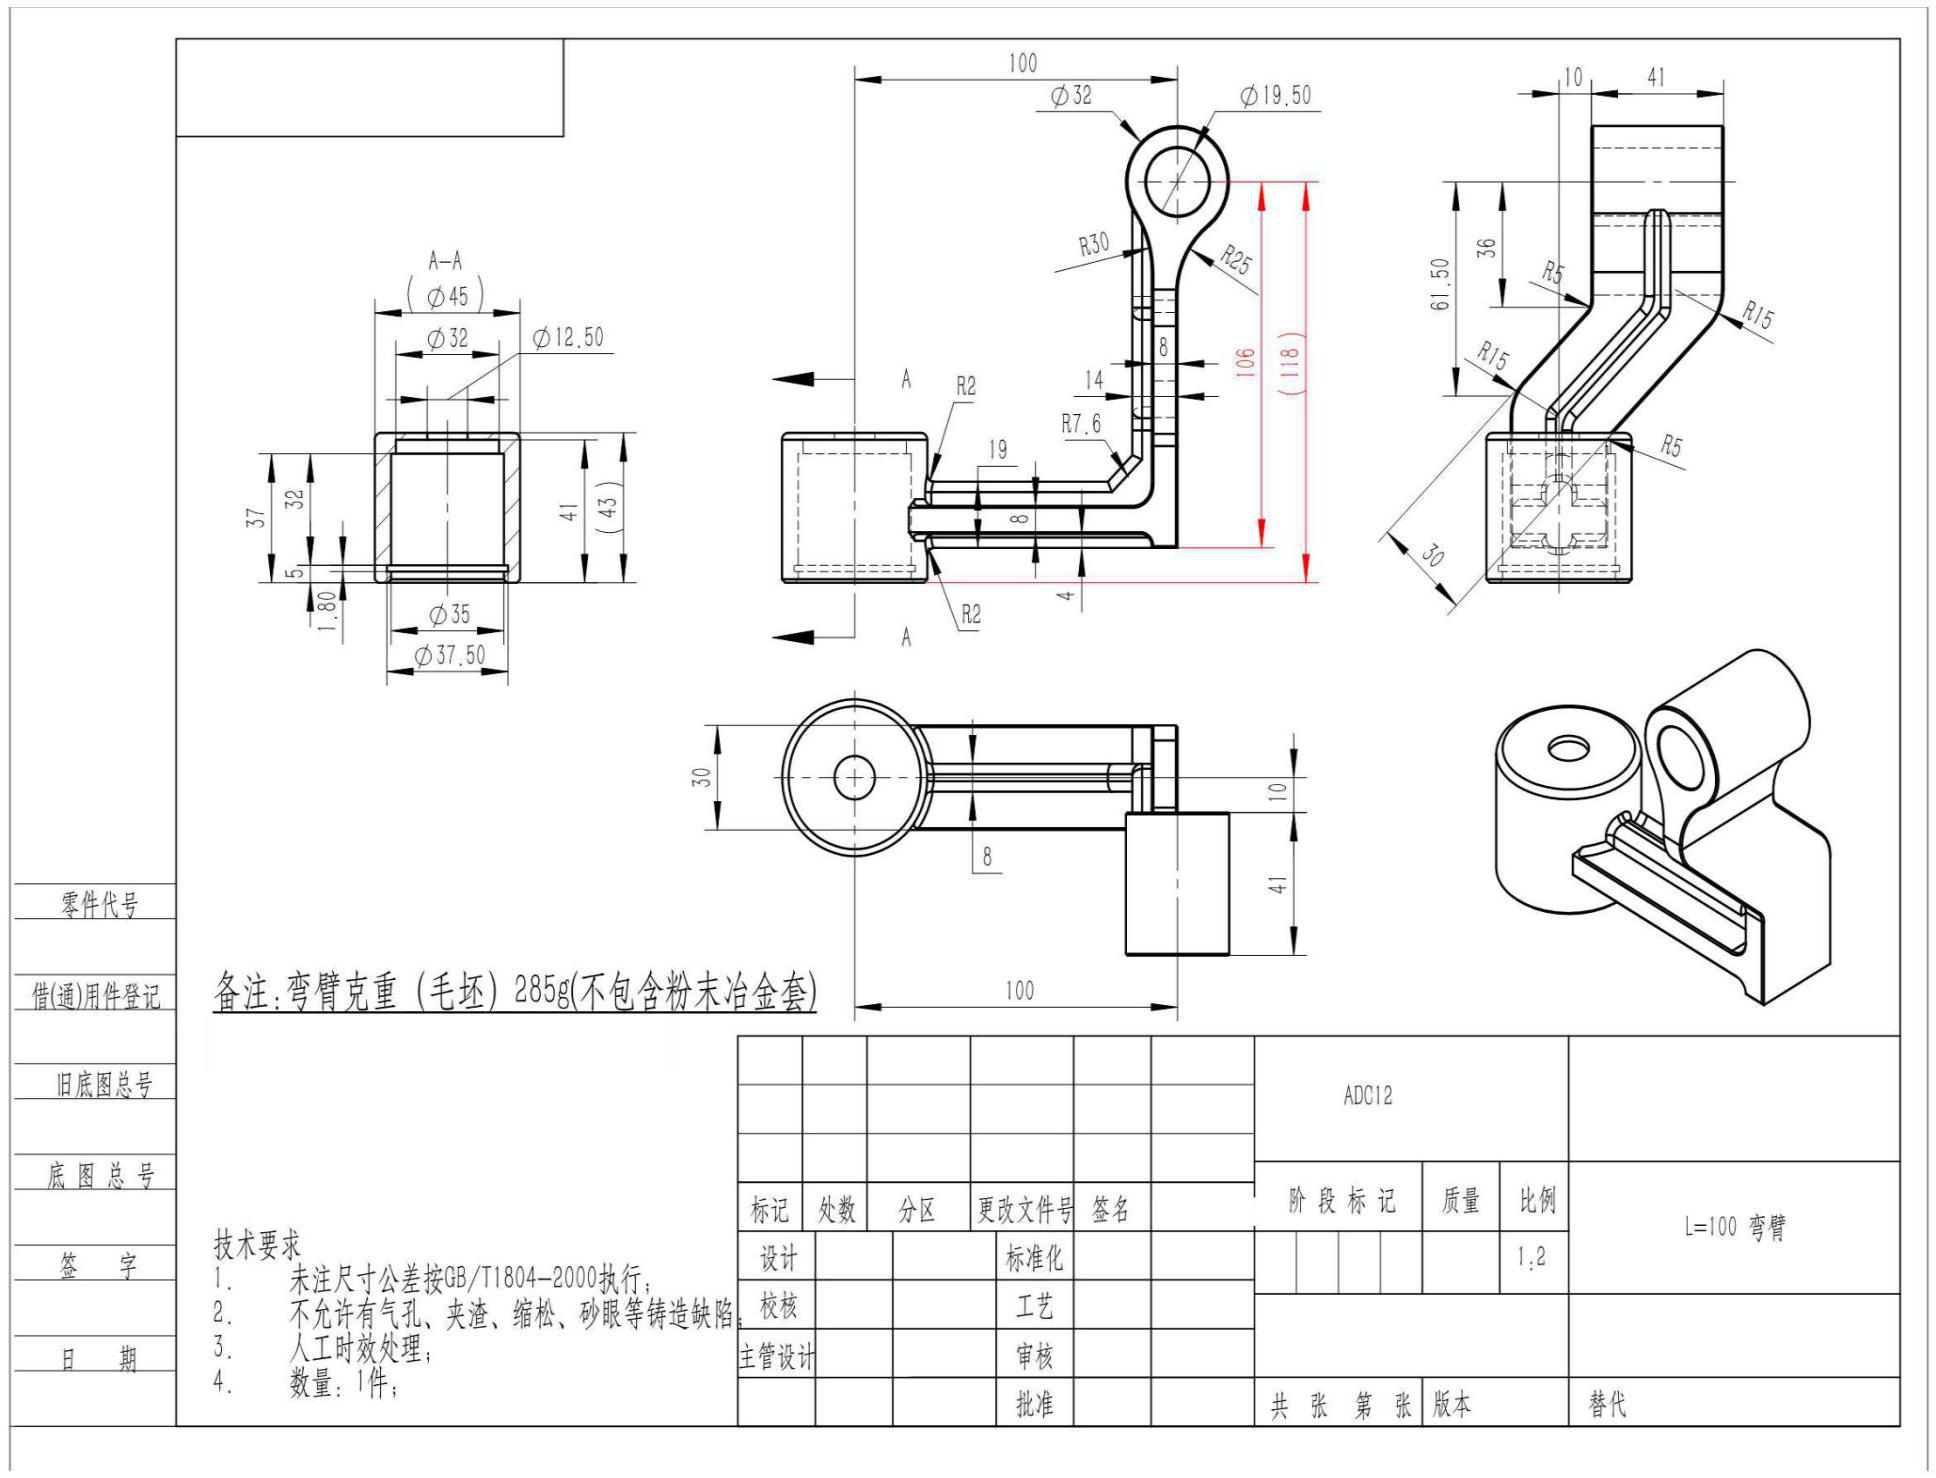 100
∅32
∅19.50
10
41
A-A
(∅45)
∅32
∅12.50
37
32
5
1.80
41
(43)
∅35
∅37.50
A
A
R2
R30
R25
106
(118)
8
14
R7.6
19
8
4
R2
61.50
36
R5
R15
R15
R5
30
30
8
10
41
100
零件代号
借(通)用件登记
旧底图总号
底图总号
签字
日期
备注:弯臂克重(毛坯)285g(不包含粉末冶金套)
技术要求
1. 未注尺寸公差按GB/T1804-2000执行;
2. 不允许有气孔、夹渣、缩松、砂眼等铸造缺陷;
3. 人工时效处理;
4. 数量:1件;
ADC12
标记 处数 分区 更改文件号 签名
阶段标记 质量 比例
L=100 弯臂
设计 标准化
1:2
校核 工艺
主管设计 审核
批准
共 张 第 张 版本 替代